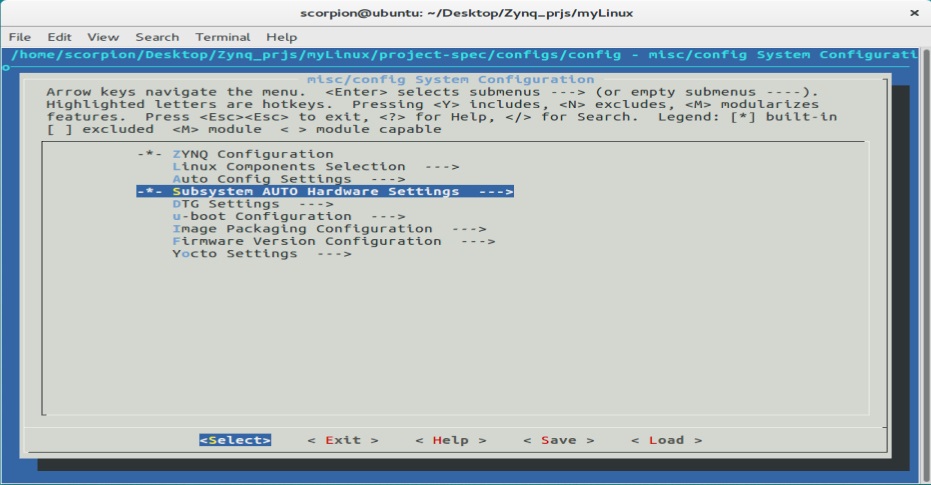 scorpion@ubuntu: ~/Desktop/Zynq_prjs/myLinux ×
File Edit View Search Terminal Help
/home/scorpion/Desktop/Zynq_prjs/myLinux/project-spec/configs/config - misc/config System Configurati
o
misc/config System Configuration
Arrow keys navigate the menu. <Enter> selects submenus ---> (or empty submenus ----).
Highlighted letters are hotkeys. Pressing <Y> includes, <N> excludes, <M> modularizes
features. Press <Esc><Esc> to exit, <?> for Help, </> for Search. Legend: [*] built-in
[ ] excluded <M> module < > module capable
-*- ZYNQ Configuration
Linux Components Selection --->
Auto Config Settings --->
-*- Subsystem AUTO Hardware Settings --->
DTG Settings --->
u-boot Configuration --->
Image Packaging Configuration --->
Firmware Version Configuration --->
Yocto Settings --->
<Select> < Exit > < Help > < Save > < Load >